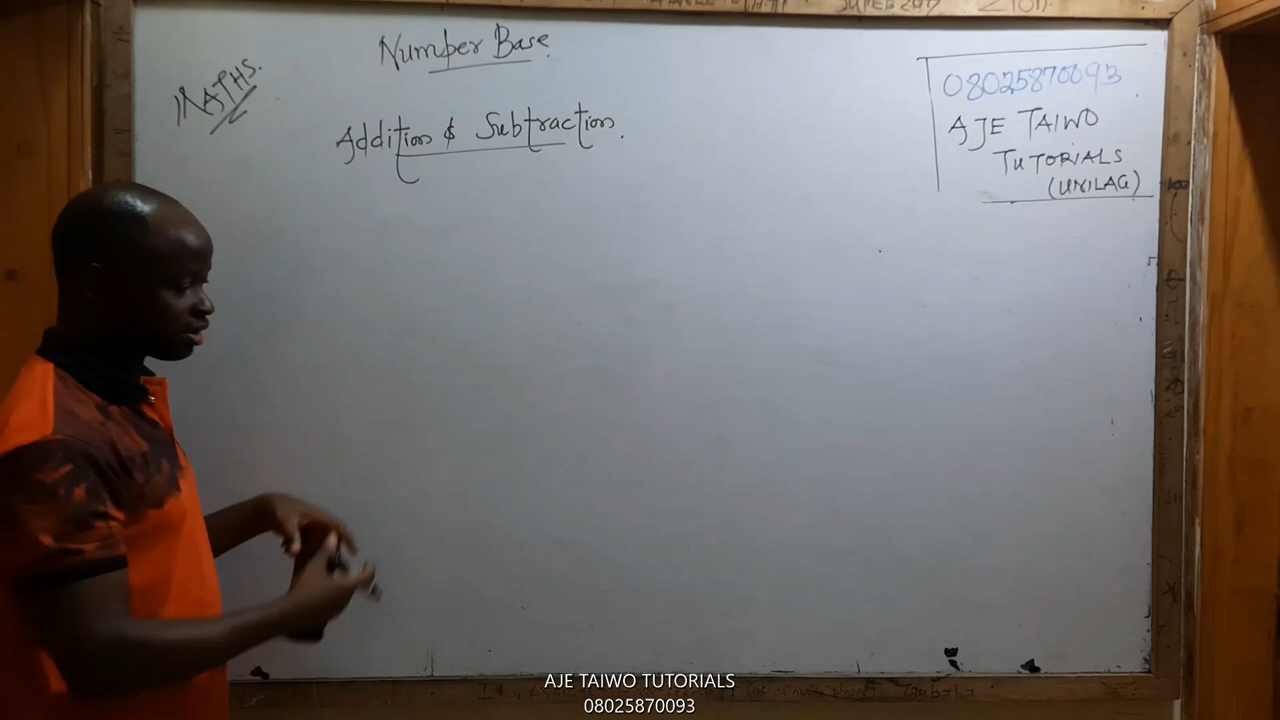 Number Base.
MATHS.
Addition & Subtraction.
08025870093
AJE TAIWO
TUTORIALS
(UNILAG)
AJE TAIWO TUTORIALS
08025870093